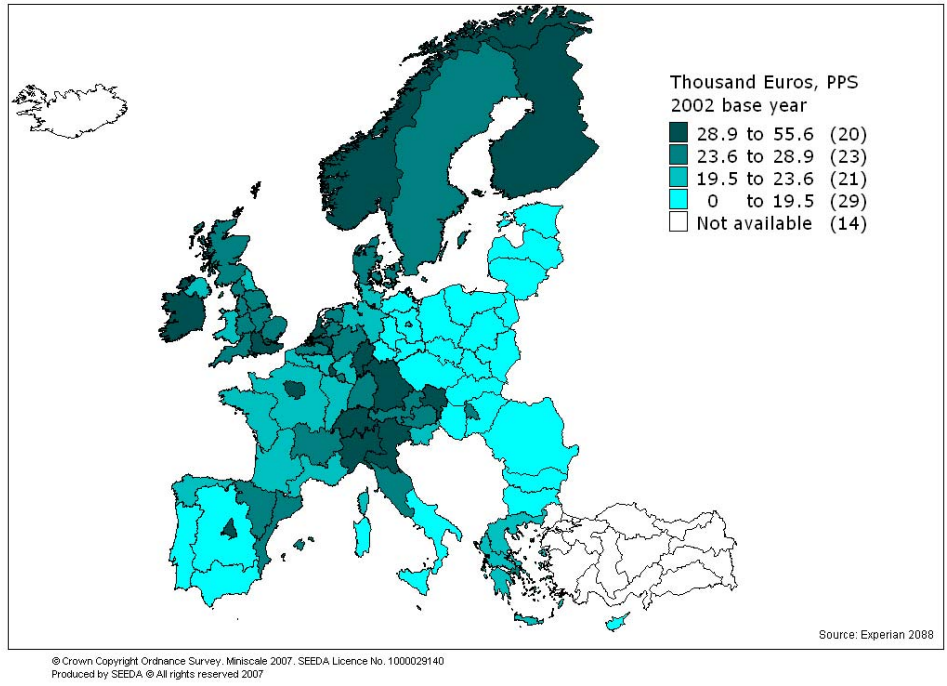 Thousand Euros, PPS
2002 base year
28.9 to 55.6 (20)
23.6 to 28.9 (23)
19.5 to 23.6 (21)
0 to 19.5 (29)
Not available (14)
Source: Experian 2088
© Crown Copyright Ordnance Survey. Miniscale 2007. SEEDA Licence No. 1000029140
Produced by SEEDA © All rights reserved 2007